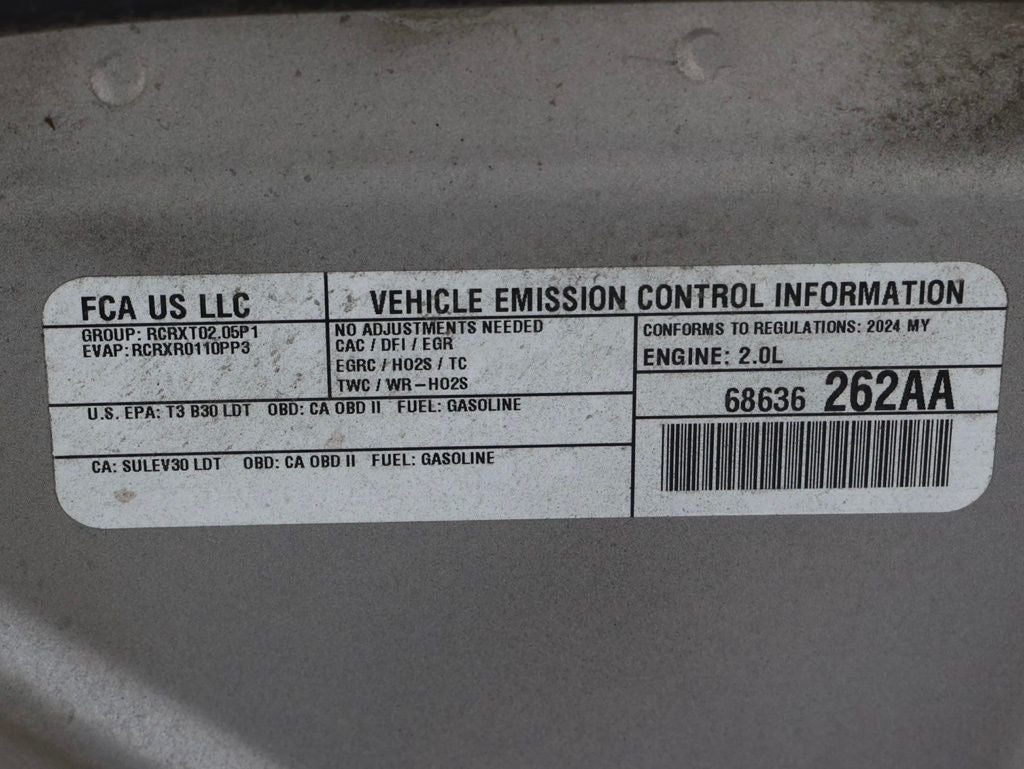 FCA US LLC
VEHICLE EMISSION CONTROL INFORMATION
GROUP: RCRXT02.05P1
EVAP: RCRXR0110PP3
NO ADJUSTMENTS NEEDED
CAC / DFI / EGR
EGRC / HO2S / TC
TWC / WR-HO2S
CONFORMS TO REGULATIONS: 2024 MY
ENGINE: 2.0L
68636 262AA
U.S. EPA: T3 B30 LDT OBD: CA OBD II FUEL: GASOLINE
CA: SULEV30 LDT OBD: CA OBD II FUEL: GASOLINE